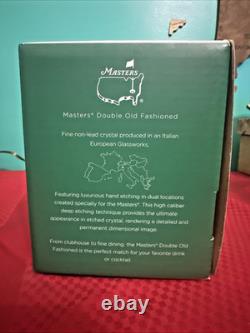 MASTERS®
Masters® Double Old Fashioned
Fine non-lead crystal produced in an Italian
European Glassworks.
Featuring luxurious hand etching in dual locations
created specially for the Masters®. This high caliber
deep etching technique provides the ultimate
appearance in etched crystal, rendering a detailed and
permanent dimensional image.
From clubhouse to fine dining, the Masters® Double Old
Fashioned is the perfect match for your favorite drink
or cocktail.